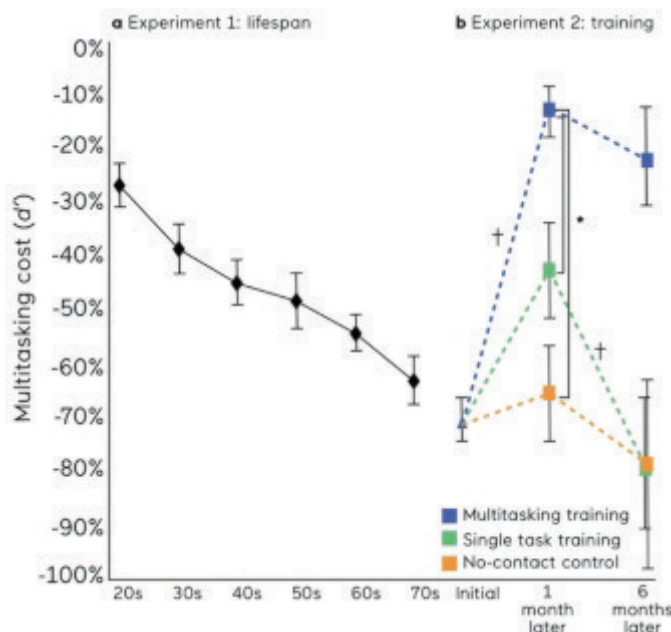 a Experiment 1: lifespan
b Experiment 2: training
Multitasking cost (d')
0%
-10%
-20%
-30%
-40%
-50%
-60%
-70%
-80%
-90%
-100%
20s
30s
40s
50s
60s
70s
†
*
†
Multitasking training
Single task training
No-contact control
Initial
1
month
later
6
months
later